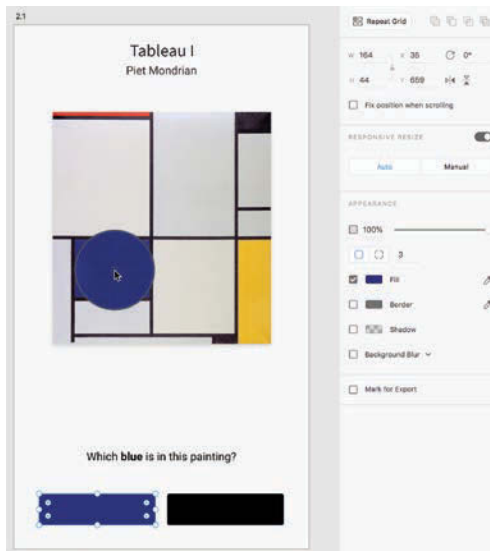 2.1
Tableau I
Piet Mondrian
Which blue is in this painting?
Repeat Grid
W 164 X 35 0°
H 44 Y 659
Fix position when scrolling
RESPONSIVE RESIZE
Auto Manual
APPEARANCE
100%
3
Fill
Border
Shadow
Background Blur
Mark for Export